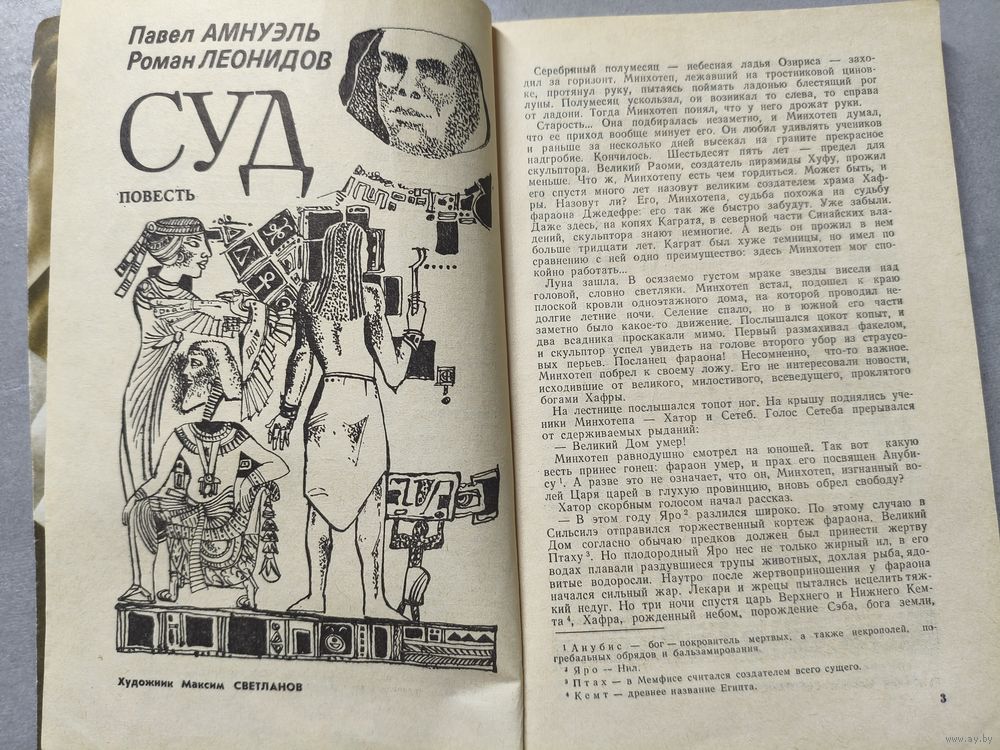 Павел АМНУЭЛЬ
Роман ЛЕОНИДОВ
СУД
ПОВЕСТЬ
Художник Максим СВЕТЛАНОВ
Серебряный полумесяц — небесная ладья Озириса — захо-
дил за горизонт. Минхотеп, лежавший на тростниковой цинов-
ке, протянул руку, пытаясь поймать ладонью блестящий рог
луны. Полумесяц ускользал, он возникал то слева, то справа
от ладони. Тогда Минхотеп понял, что у него дрожат руки.
Старость... Она подбиралась незаметно, и Минхотеп думал,
что ее приход вообще минует его. Он любил удивлять учеников
и раньше за несколько дней высекал на граните прекрасное
надгробие. Кончилось. Шестьдесят пять лет — предел для
скульптора. Великий Раоми, создатель пирамиды Хуфу, прожил
меньше. Что ж, Минхотепу есть чем гордиться. Может быть, и
его спустя много лет назовут великим создателем храма Хаф-
ры. Назовут ли? Его, Минхотепа, судьба похожа на судьбу
фараона Джедефре: его так же быстро забудут. Уже забыли.
Даже здесь, на копях Каграта, в северной части Синайских вла-
дений, скульптора знают немногие. А ведь он прожил в нем
больше тридцати лет. Каграт был хуже темницы, но имел по
сравнению с ней одно преимущество: здесь Минхотеп мог спо-
койно работать...
Луна зашла. В осязаемо густом мраке звезды висели над
головой, словно светляки. Минхотеп встал, подошел к краю
плоской кровли одноэтажного дома, на которой проводил не-
долгие летние ночи. Селение спало, но в южной его части
заметно было какое-то движение. Послышался цокот копыт, и
два всадника проскакали мимо. Первый размахивал факелом,
и скульптор успел увидеть на голове второго убор из страусо-
вых перьев. Посланец фараона! Несомненно, что-то важное.
Минхотеп побрел к своему ложу. Его не интересовали новости,
исходившие от великого, милостивого, всеведущего, проклятого
богами Хафры.
На лестнице послышался топот ног. На крышу поднялись уче-
ники Минхотепа — Хатор и Сетеб. Голос Сетеба прерывался
от сдерживаемых рыданий:
— Великий Дом умер!
Минхотеп равнодушно смотрел на юношей. Так вот какую
весть принес гонец: фараон умер, и прах его посвящен Ануби-
су¹. А разве это не означает, что он, Минхотеп, изгнанный во-
лей Царя царей в глухую провинцию, вновь обрел свободу?
Хатор скорбным голосом начал рассказ.
— В этом году Яро² разлился широко. По этому случаю в
Сильсилэ отправился торжественный кортеж фараона. Великий
Дом согласно обычаю предков должен был принести жертву
Птаху³. Но плодородный Яро нес не только жирный ил, в его
водах плавали раздувшиеся трупы животных, дохлая рыба, ядо-
витые водоросли. Наутро после жертвоприношения у фараона
начался сильный жар. Лекари и жрецы пытались исцелить тяж-
кий недуг. Но три ночи спустя царь Верхнего и Нижнего Кем-
та⁴, Хафра, рожденный небом, порождение Сэба, бога земли,
¹ Анубис — бог — покровитель мертвых, а также некрополей, по-
гребальных обрядов и бальзамирования.
² Яро — Нил.
³ Птах — в Мемфисе считался создателем всего сущего.
⁴ Кемт — древнее название Египта.
3
www.ay.by